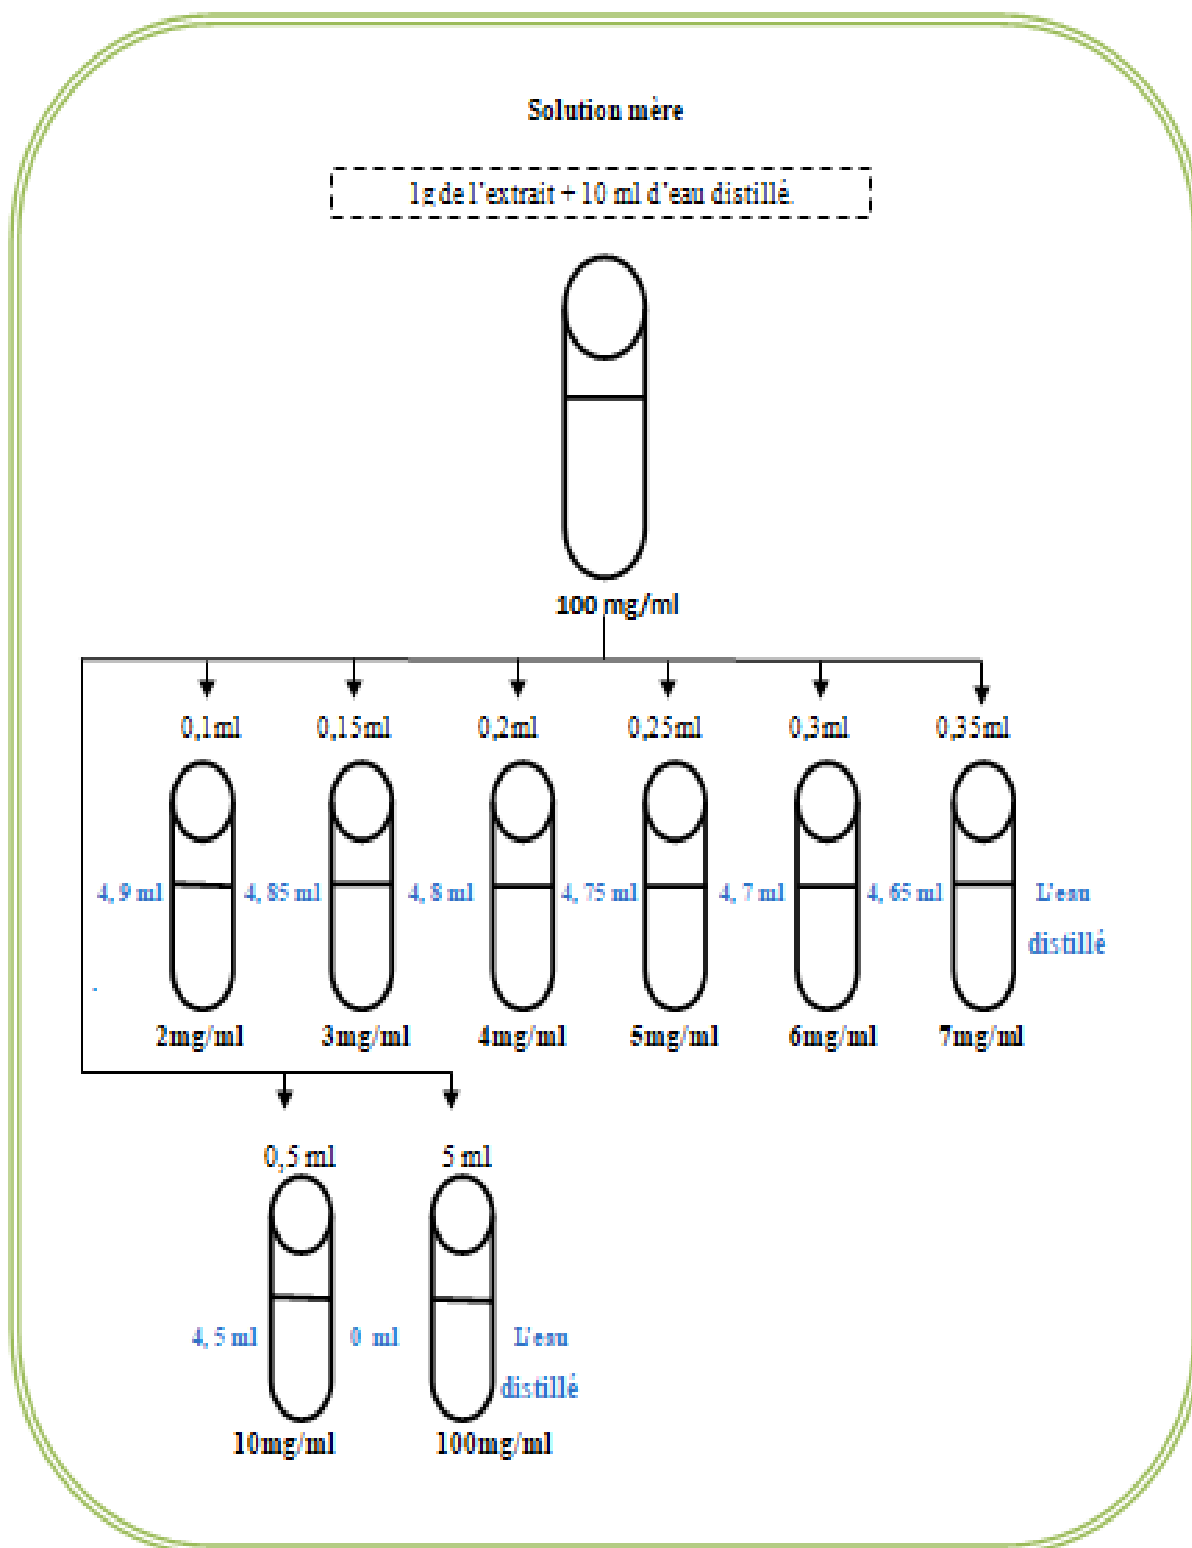 Solution mère
1g de l'extrait + 10 ml d'eau distillé.
100 mg/ml
0,1ml 0,15ml 0,2ml 0,25ml 0,3ml 0,35ml
4, 9 ml 4, 85 ml 4, 8 ml 4, 75 ml 4, 7 ml 4, 65 ml L'eau
distillé
2mg/ml 3mg/ml 4mg/ml 5mg/ml 6mg/ml 7mg/ml
0,5 ml 5 ml
4, 5 ml 0 ml L'eau
distillé
10mg/ml 100mg/ml